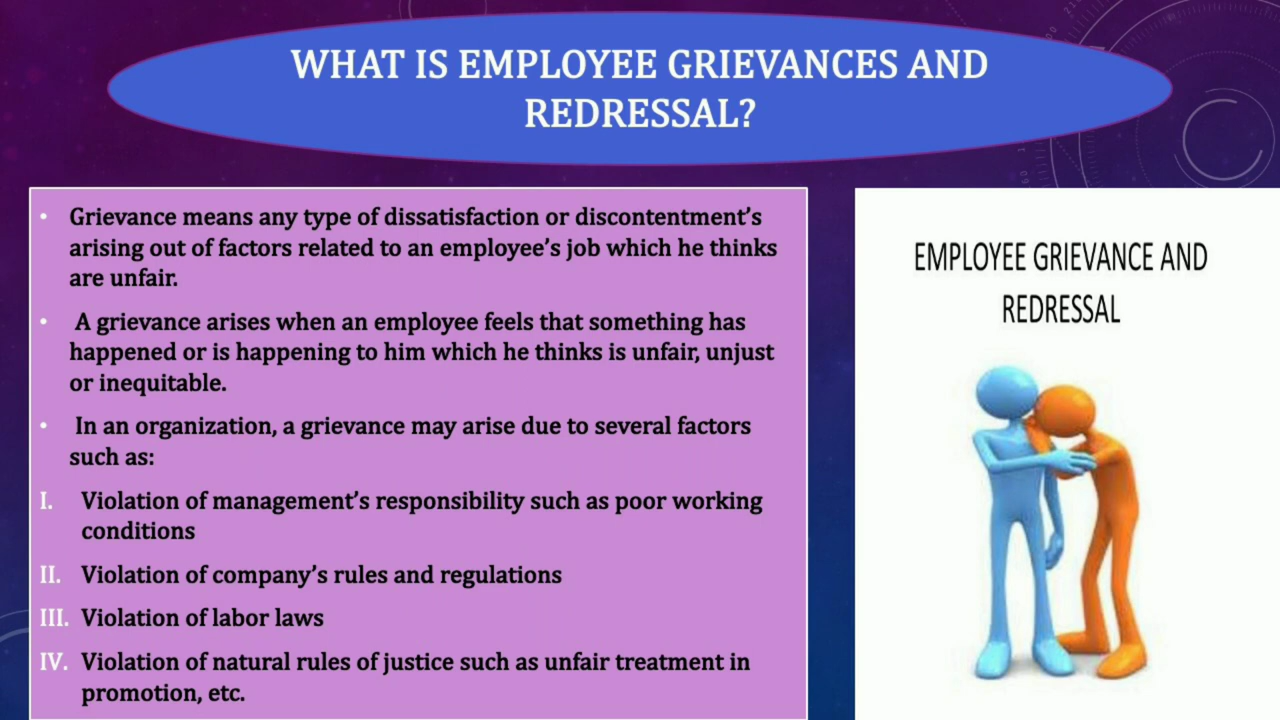 WHAT IS EMPLOYEE GRIEVANCES AND
REDRESSAL?
• Grievance means any type of dissatisfaction or discontentment's
arising out of factors related to an employee's job which he thinks
are unfair.
• A grievance arises when an employee feels that something has
happened or is happening to him which he thinks is unfair, unjust
or inequitable.
• In an organization, a grievance may arise due to several factors
such as:
I. Violation of management's responsibility such as poor working
conditions
II. Violation of company's rules and regulations
III. Violation of labor laws
IV. Violation of natural rules of justice such as unfair treatment in
promotion, etc.
EMPLOYEE GRIEVANCE AND
REDRESSAL